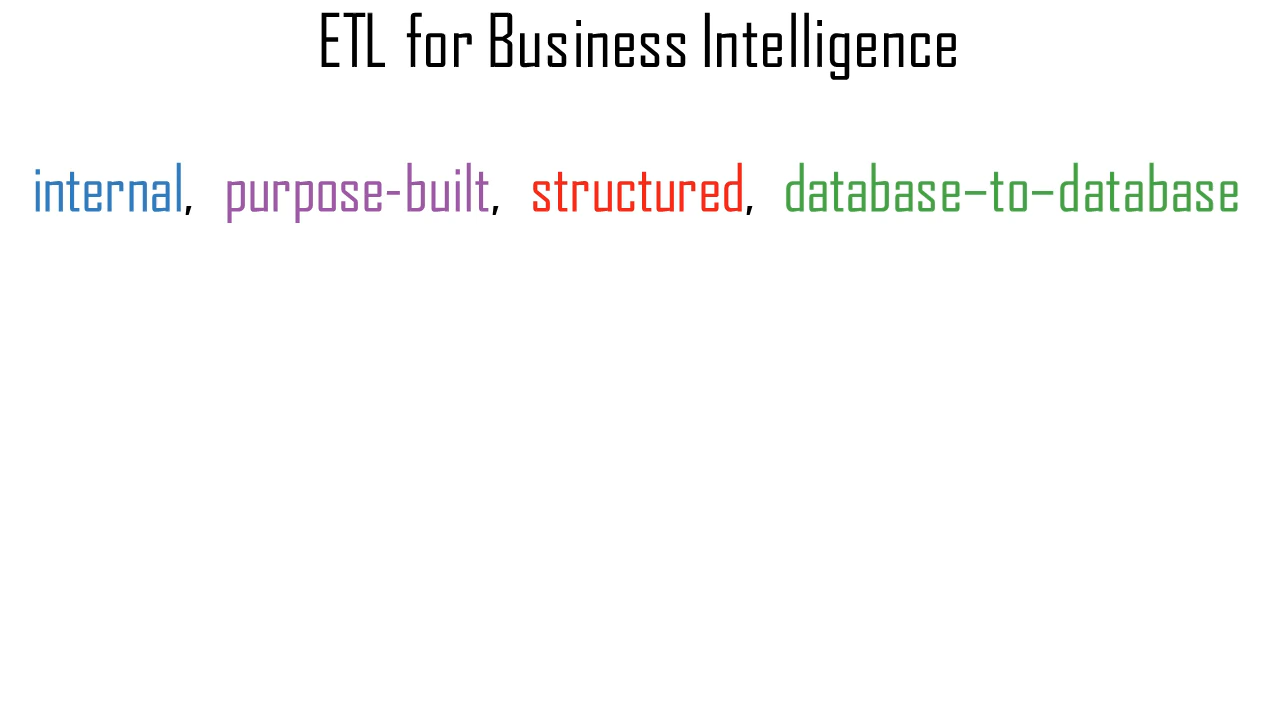 ETL for Business Intelligence
internal, purpose-built, structured, database–to–database